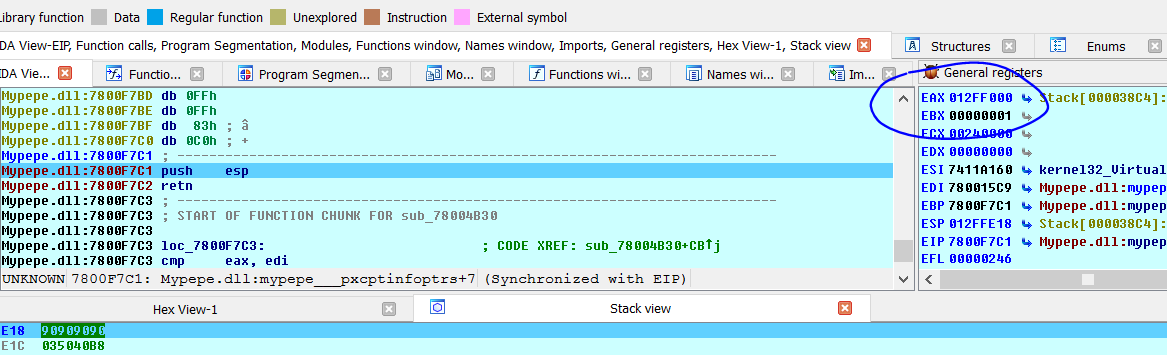 ibrary function Data Regular function Unexplored Instruction External symbol
DA View-EIP, Function calls, Program Segmentation, Modules, Functions window, Names window, Imports, General registers, Hex View-1, Stack view Structures Enums
DA Vie... Functio... Program Segmen... Mo... Functions wi... Names wi... Im... General registers
Mypepe.dll:7800F7BD db 0FFh
Mypepe.dll:7800F7BE db 0FFh
Mypepe.dll:7800F7BF db 83h ; â
Mypepe.dll:7800F7C0 db 0C0h ; +
Mypepe.dll:7800F7C1 ; ---------------------------------------------------------------------------
Mypepe.dll:7800F7C1 push esp
Mypepe.dll:7800F7C2 retn
Mypepe.dll:7800F7C3 ; ---------------------------------------------------------------------------
Mypepe.dll:7800F7C3 ; START OF FUNCTION CHUNK FOR sub_78004B30
Mypepe.dll:7800F7C3
Mypepe.dll:7800F7C3 loc_7800F7C3: ; CODE XREF: sub_78004B30+CB↑j
Mypepe.dll:7800F7C3 cmp eax, edi
UNKNOWN 7800F7C1: Mypepe.dll:mypepe___pxcptinfoptrs+7 (Synchronized with EIP)
EAX 012FF000 Stack[000038C4]:
EBX 00000001
ECX 00240000
EDX 00000000
ESI 7411A160 kernel32_Virtual
EDI 780015C9 Mypepe.dll:mypep
EBP 7800F7C1 Mypepe.dll:mypep
ESP 012FFE18 Stack[000038C4]:
EIP 7800F7C1 Mypepe.dll:mypep
EFL 00000246
Hex View-1 Stack view
E18 90909090
E1C 035040B8